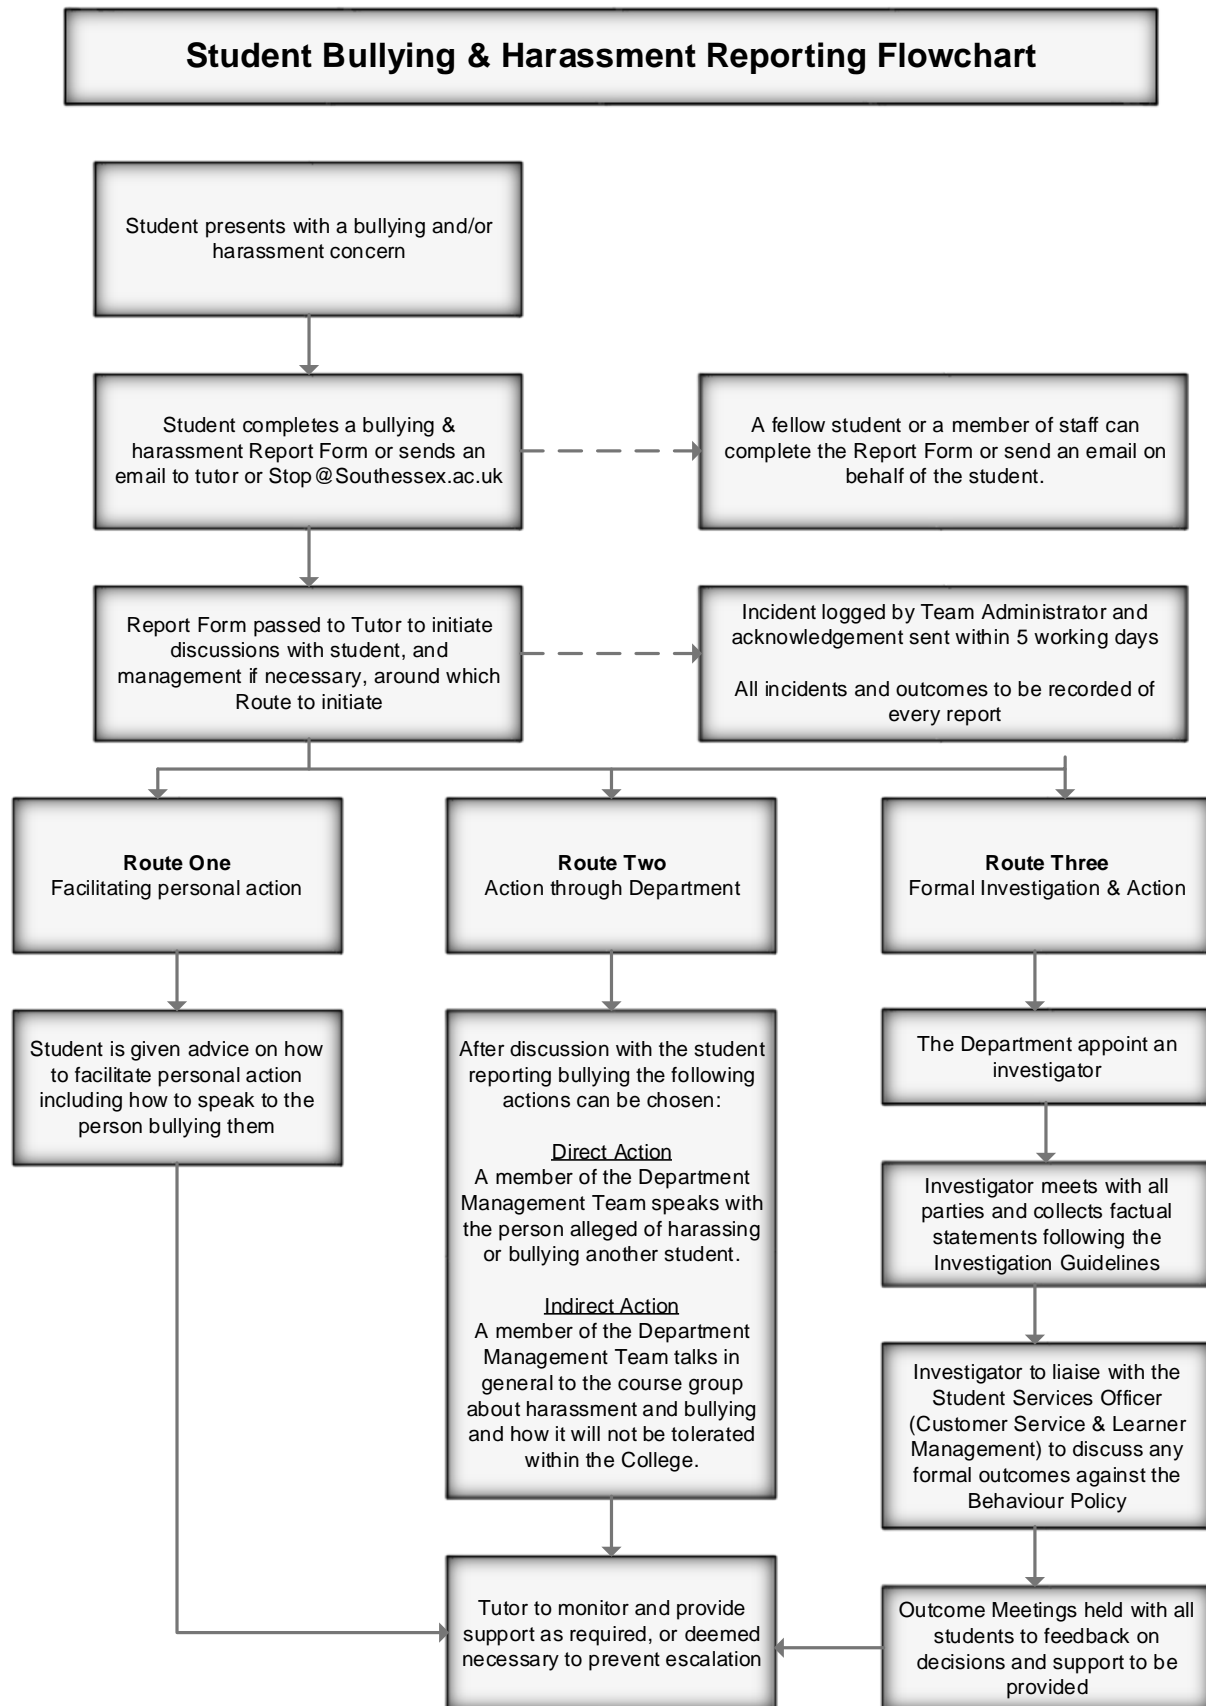 Student Bullying & Harassment Reporting Flowchart
Student presents with a bullying and/or
harassment concern
Student completes a bullying &
harassment Report Form or sends an
email to tutor or Stop@Southessex.ac.uk
A fellow student or a member of staff can
complete the Report Form or send an email on
behalf of the student.
Report Form passed to Tutor to initiate
discussions with student, and
management if necessary, around which
Route to initiate
Incident logged by Team Administrator and
acknowledgement sent within 5 working days
All incidents and outcomes to be recorded of
every report
Route One
Facilitating personal action
Route Two
Action through Department
Route Three
Formal Investigation & Action
Student is given advice on how
to facilitate personal action
including how to speak to the
person bullying them
After discussion with the student
reporting bullying the following
actions can be chosen:
Direct Action
A member of the Department
Management Team speaks with
the person alleged of harassing
or bullying another student.
Indirect Action
A member of the Department
Management Team talks in
general to the course group
about harassment and bullying
and how it will not be tolerated
within the College.
The Department appoint an
investigator
Investigator meets with all
parties and collects factual
statements following the
Investigation Guidelines
Investigator to liaise with the
Student Services Officer
(Customer Service & Learner
Management) to discuss any
formal outcomes against the
Behaviour Policy
Tutor to monitor and provide
support as required, or deemed
necessary to prevent escalation
Outcome Meetings held with all
students to feedback on
decisions and support to be
provided